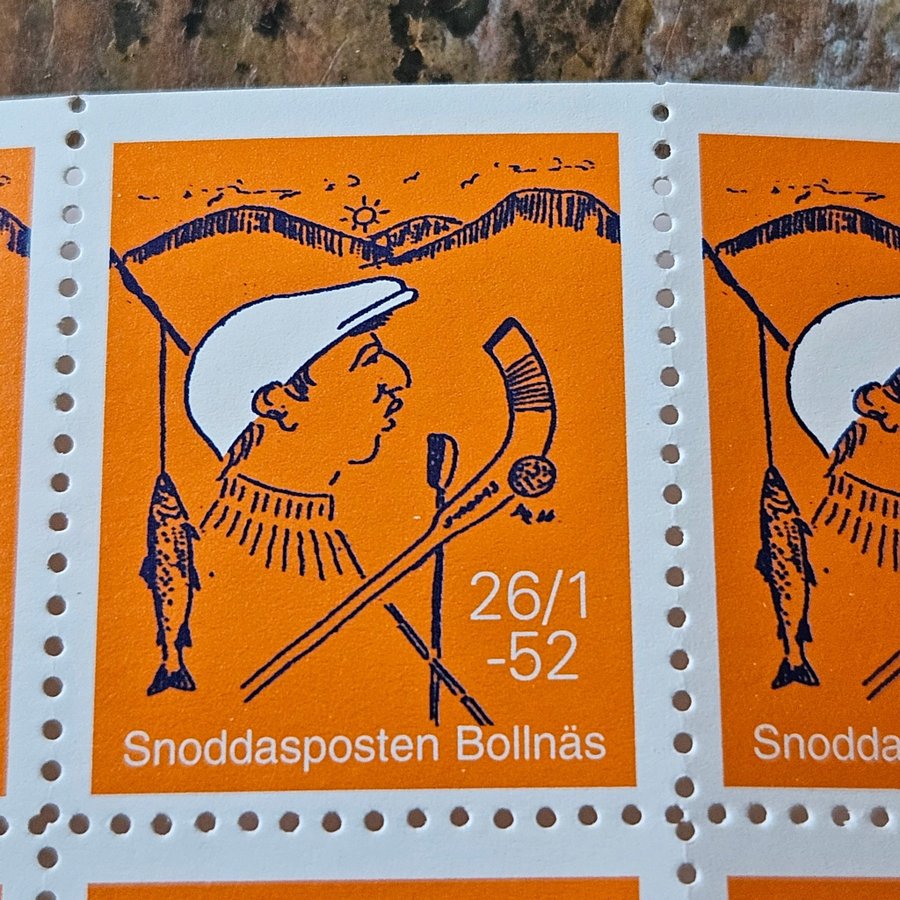 26/1
-52
Snoddasposten Bollnäs
Snodda